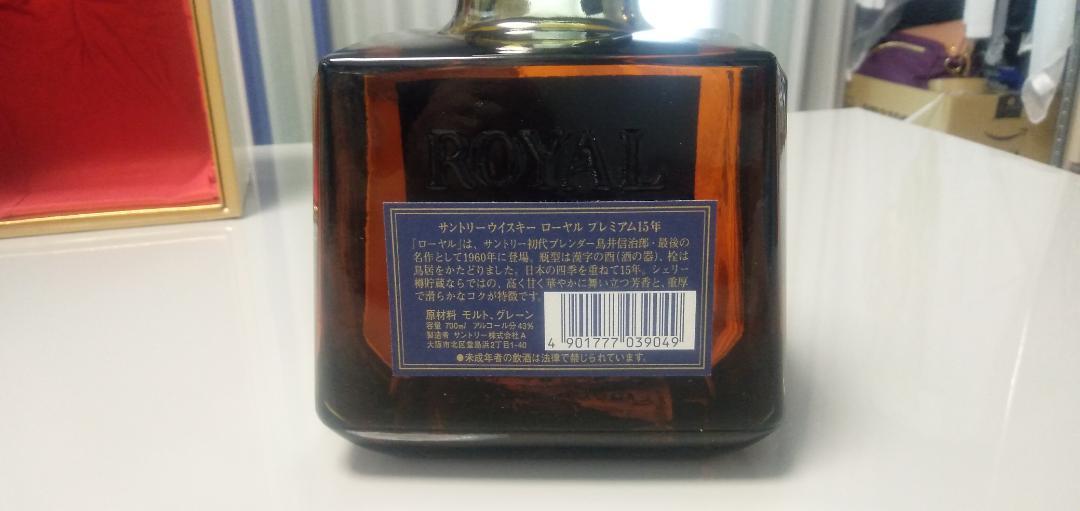 ROYAL
サントリーウイスキー ローヤル プレミアム15年
「ローヤル」は、サントリー初代ブレンダー鳥井信治郎・最後の
名作として1960年に登場。瓶型は漢字の酉(酒の器)、栓は
鳥居をかたどりました。日本の四季を重ねて15年。シェリー
樽貯蔵ならではの、高く甘く華やかに舞い立つ芳香と、重厚
で滑らかなコクが特徴です。
原材料 モルト、グレーン
容量 700ml アルコール分43%
製造者 サントリー株式会社A
大阪市北区堂島浜2丁目1-40
4 901777 039049
●未成年者の飲酒は法律で禁じられています。